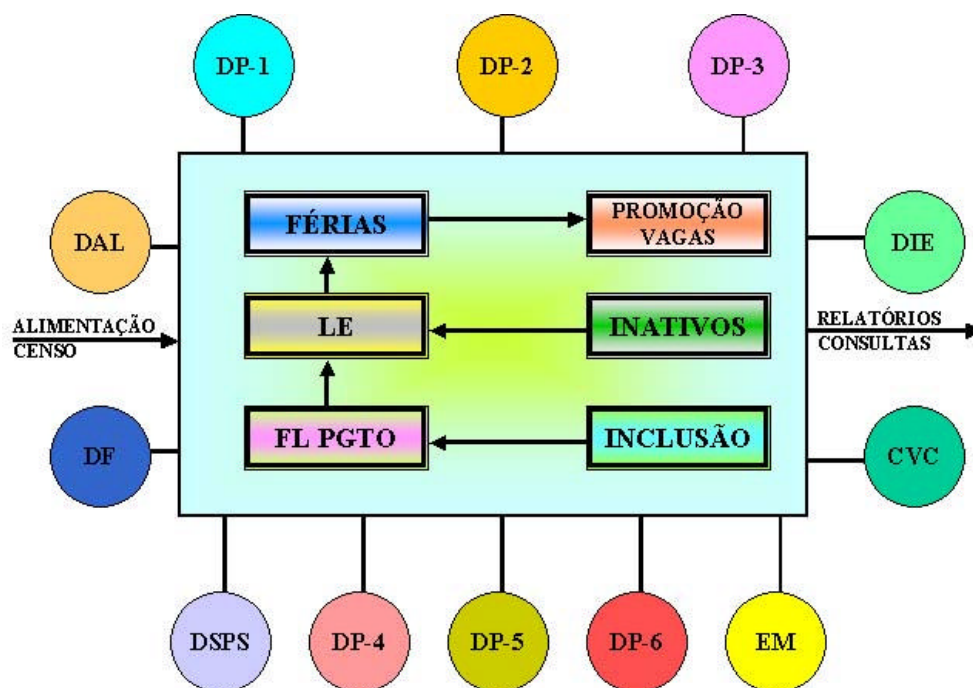 DP-1
DP-2
DP-3
DAL
FÉRIAS
PROMOÇÃO
VAGAS
DIE
ALIMENTAÇÃO
CENSO
LE
INATIVOS
RELATÓRIOS
CONSULTAS
DF
FL PGTO
INCLUSÃO
CVC
DSPS
DP-4
DP-5
DP-6
EM